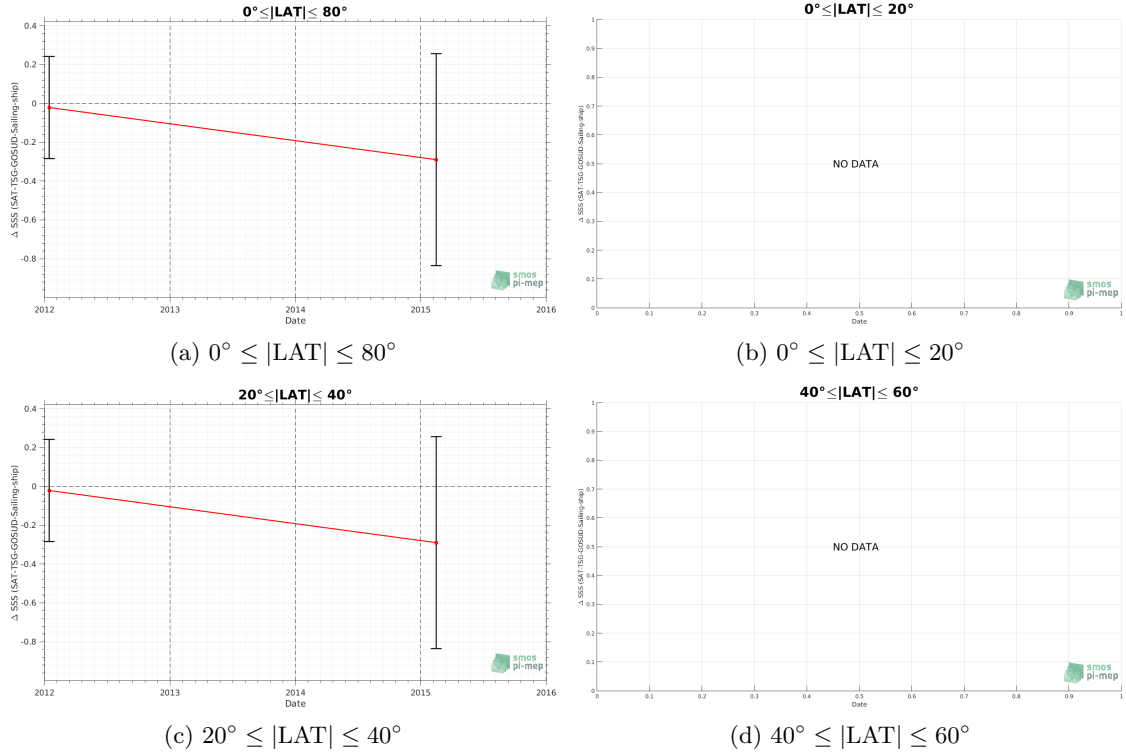 0°≤|LAT|≤ 80°
0.4
0.2
0
-0.2
-0.4
-0.6
-0.8
Δ SSS (SAT-TSG-GOSUD-Sailing-ship)
2012
2013
2014
2015
2016
Date
smos
pi-mep
(a) 0° ≤ |LAT| ≤ 80°
0°≤|LAT|≤ 20°
1
0.9
0.8
0.7
0.6
0.5
0.4
0.3
0.2
0.1
0
Δ SSS (SAT-TSG-GOSUD-Sailing-ship)
NO DATA
0
0.1
0.2
0.3
0.4
0.5
0.6
0.7
0.8
0.9
1
Date
smos
pi-mep
(b) 0° ≤ |LAT| ≤ 20°
20°≤|LAT|≤ 40°
0.4
0.2
0
-0.2
-0.4
-0.6
-0.8
Δ SSS (SAT-TSG-GOSUD-Sailing-ship)
2012
2013
2014
2015
2016
Date
smos
pi-mep
(c) 20° ≤ |LAT| ≤ 40°
40°≤|LAT|≤ 60°
1
0.9
0.8
0.7
0.6
0.5
0.4
0.3
0.2
0.1
0
Δ SSS (SAT-TSG-GOSUD-Sailing-ship)
NO DATA
0
0.1
0.2
0.3
0.4
0.5
0.6
0.7
0.8
0.9
1
Date
smos
pi-mep
(d) 40° ≤ |LAT| ≤ 60°